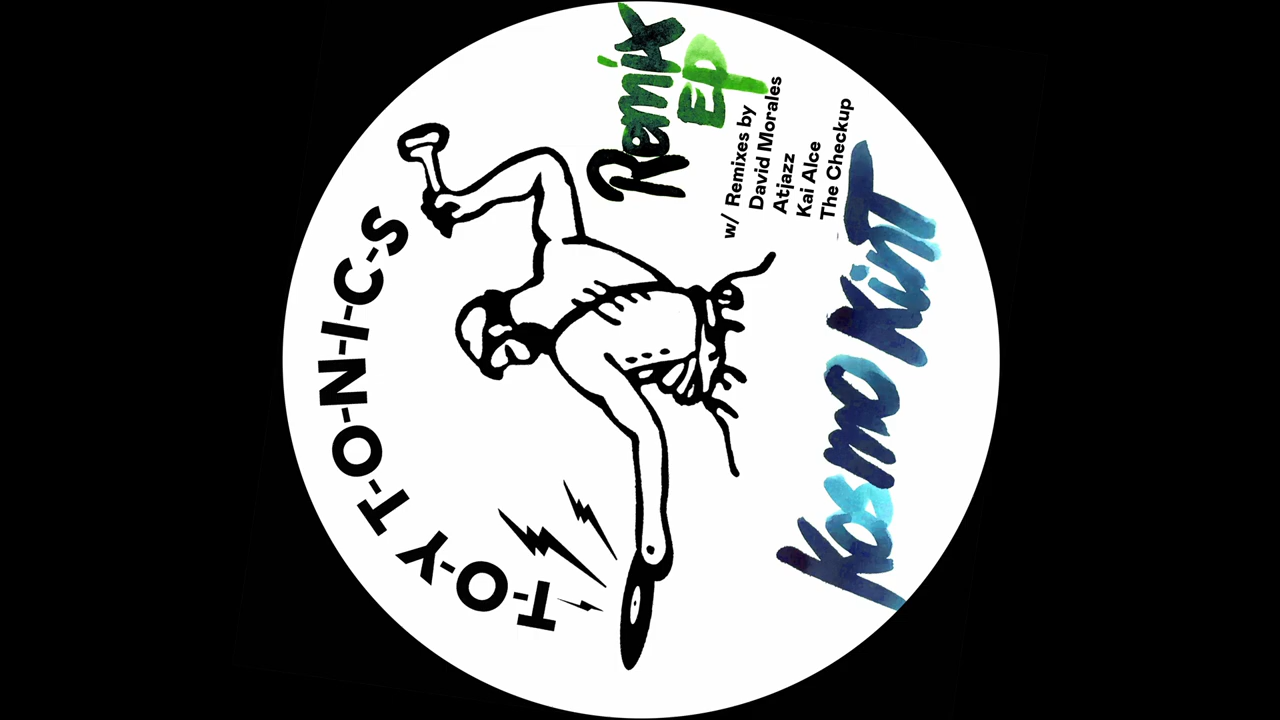 T-O-Y T-O-N-I-C-S
Remix
EP
w/ Remixes by
David Morales
Atjazz
Kai Alce
The Checkup
Kosmo Kint